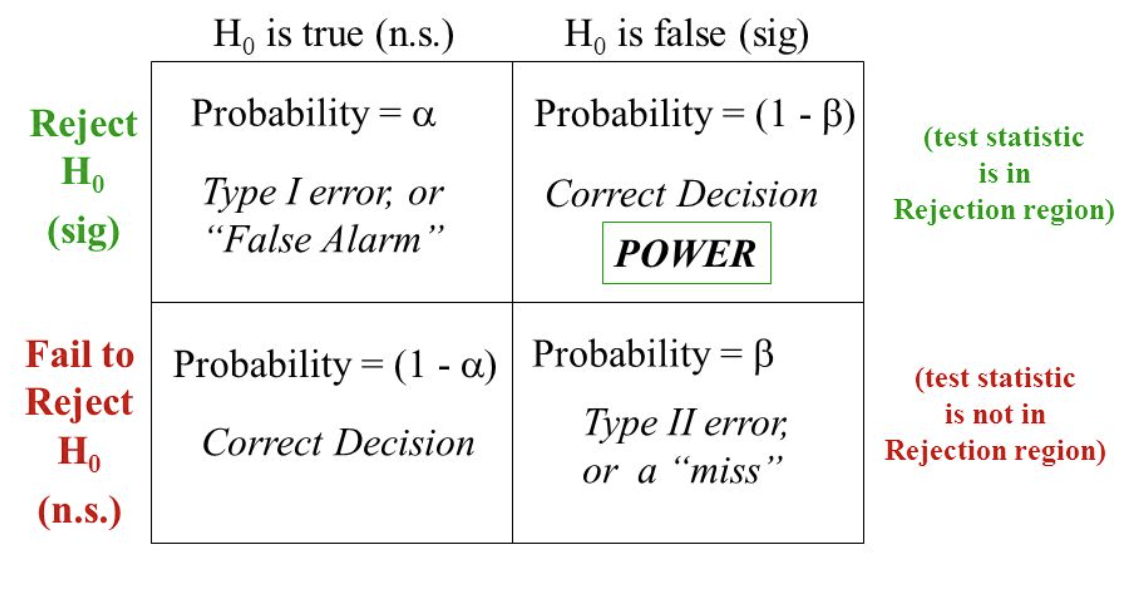 H₀ is true (n.s.)
H₀ is false (sig)
Reject
H₀
(sig)
Probability = α
Type I error, or
“False Alarm”
Probability = (1 - β)
Correct Decision
POWER
(test statistic
is in
Rejection region)
Fail to
Reject
H₀
(n.s.)
Probability = (1 - α)
Correct Decision
Probability = β
Type II error,
or a “miss”
(test statistic
is not in
Rejection region)